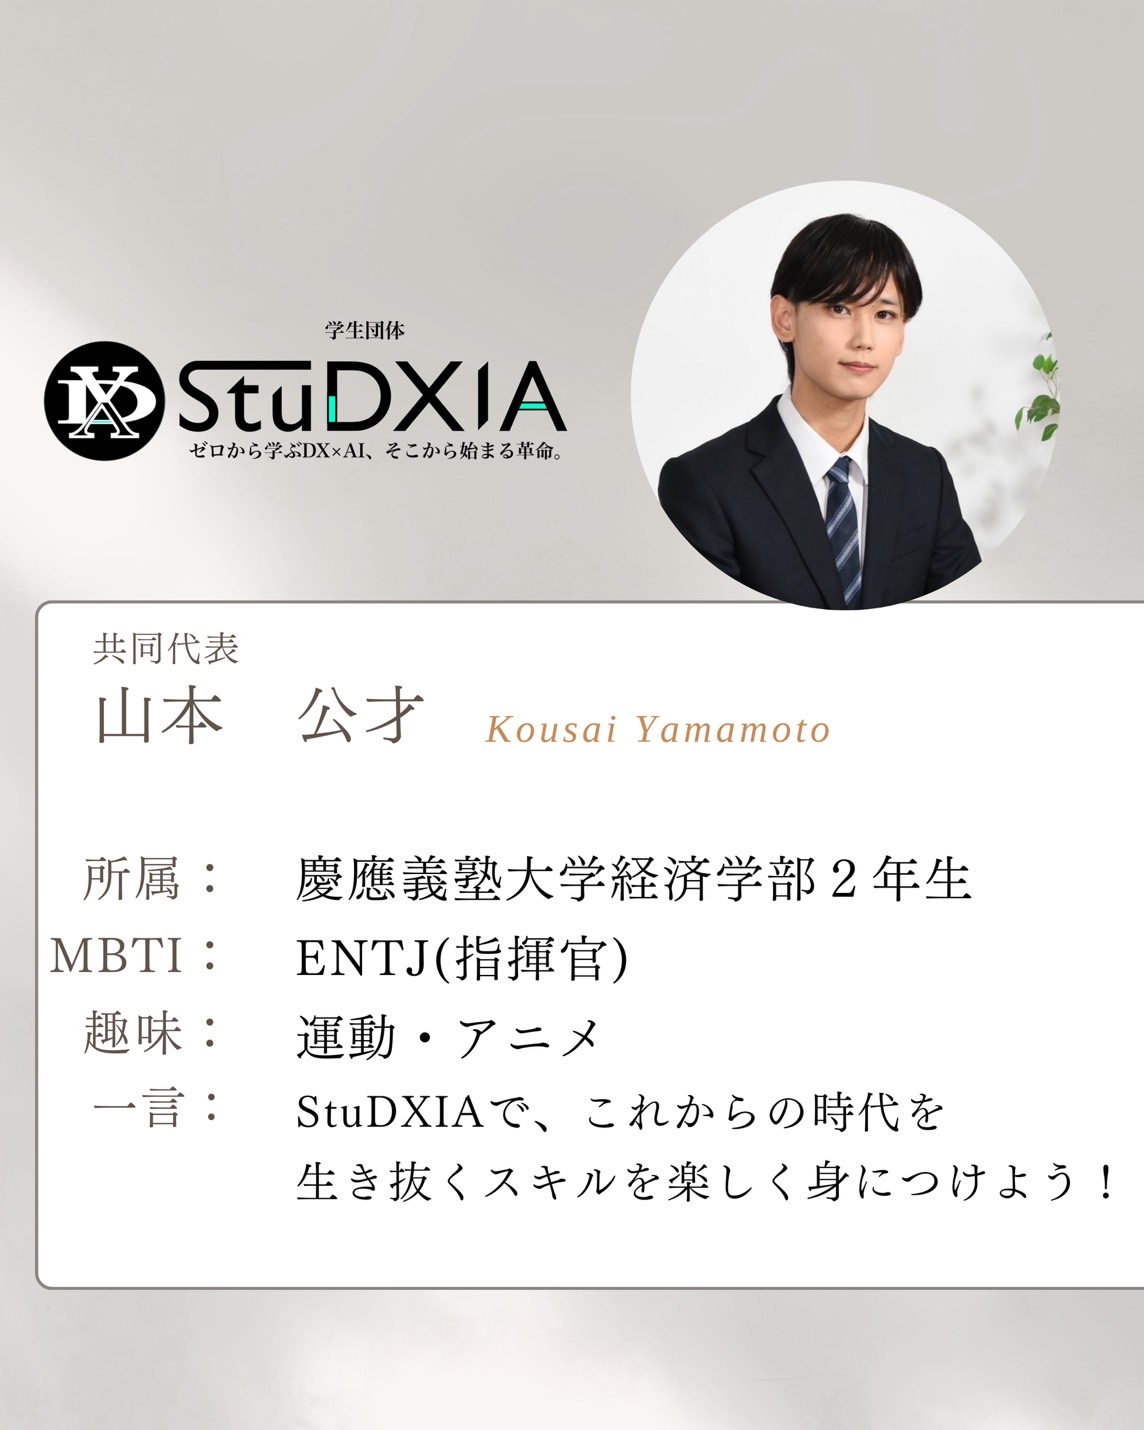 学生団体
StuDXIA
ゼロから学ぶDX×AI、そこから始まる革命。
共同代表
山本 公才 Kousai Yamamoto
所属： 慶應義塾大学経済学部２年生
MBTI： ENTJ(指揮官)
趣味： 運動・アニメ
一言： StuDXIAで、これからの時代を
生き抜くスキルを楽しく身につけよう！